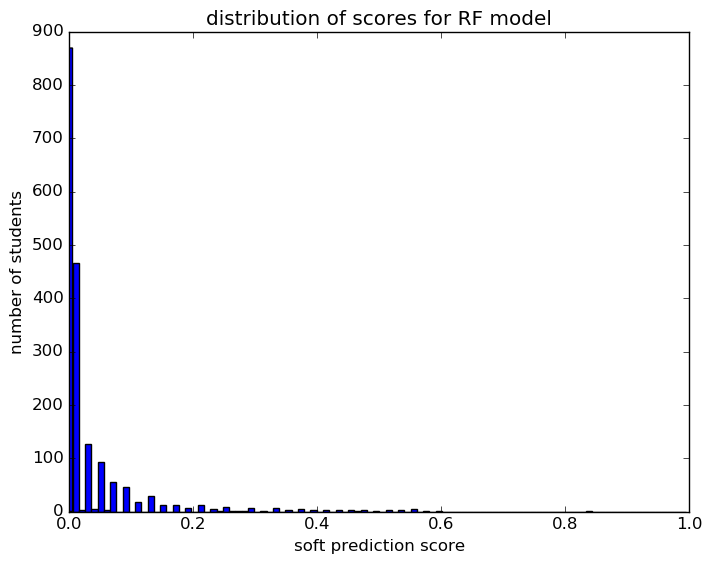 distribution of scores for RF model
900
800
700
600
500
400
300
200
100
0
number of students
0.0 0.2 0.4 0.6 0.8 1.0
soft prediction score